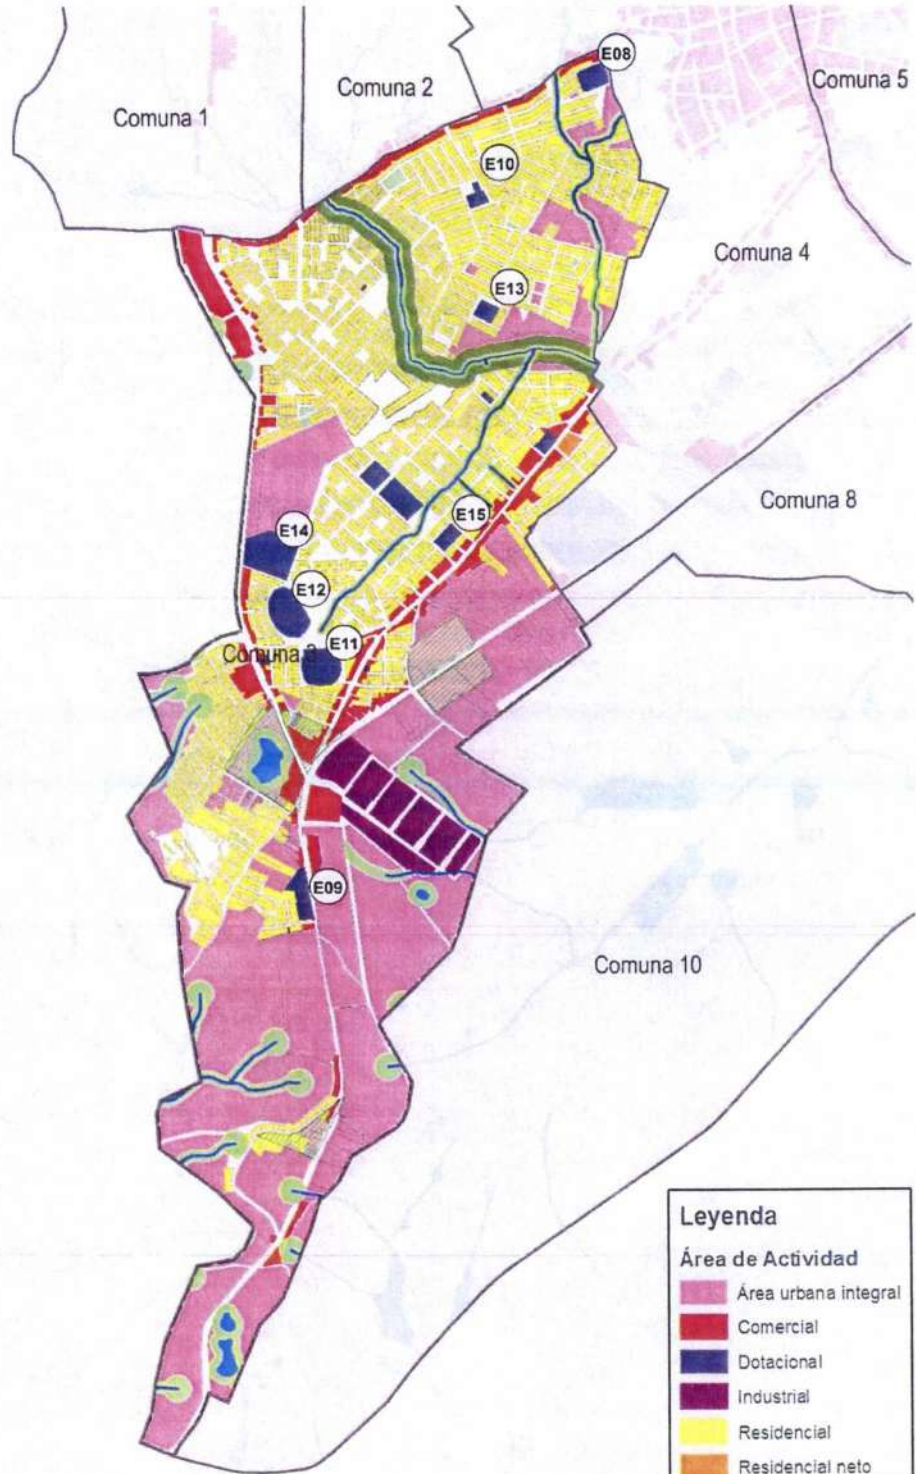 E08
Comuna 2
Comuna 5
Comuna 1
E10
Comuna 4
E13
Comuna 8
E15
E14
E12
E11
Comuna 3
E09
Comuna 10
Leyenda
Área de Actividad
Área urbana integral
Comercial
Dotacional
Industrial
Residencial
Residencial neto